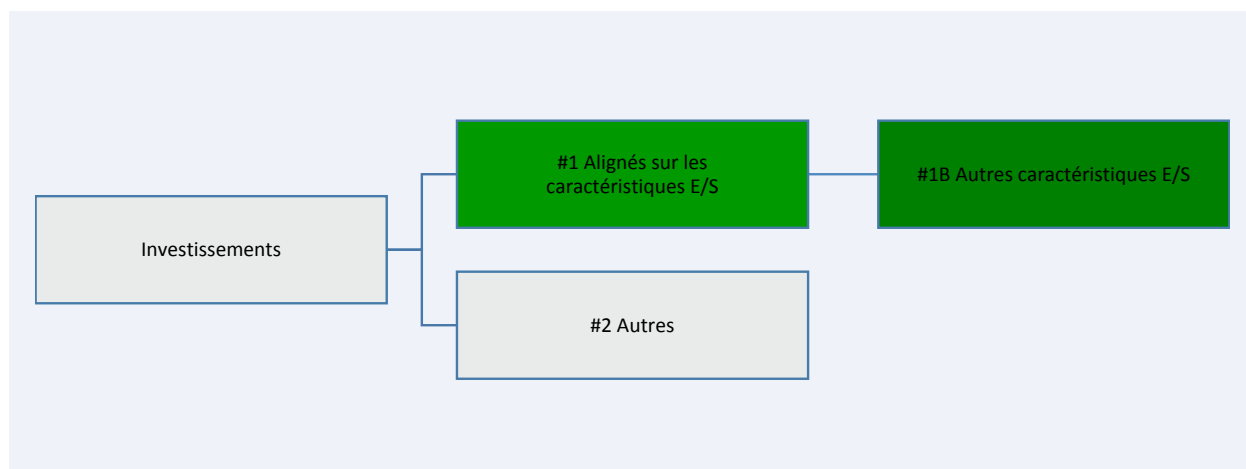 #1 Alignés sur les
caractéristiques E/S
#1B Autres caractéristiques E/S
Investissements
#2 Autres